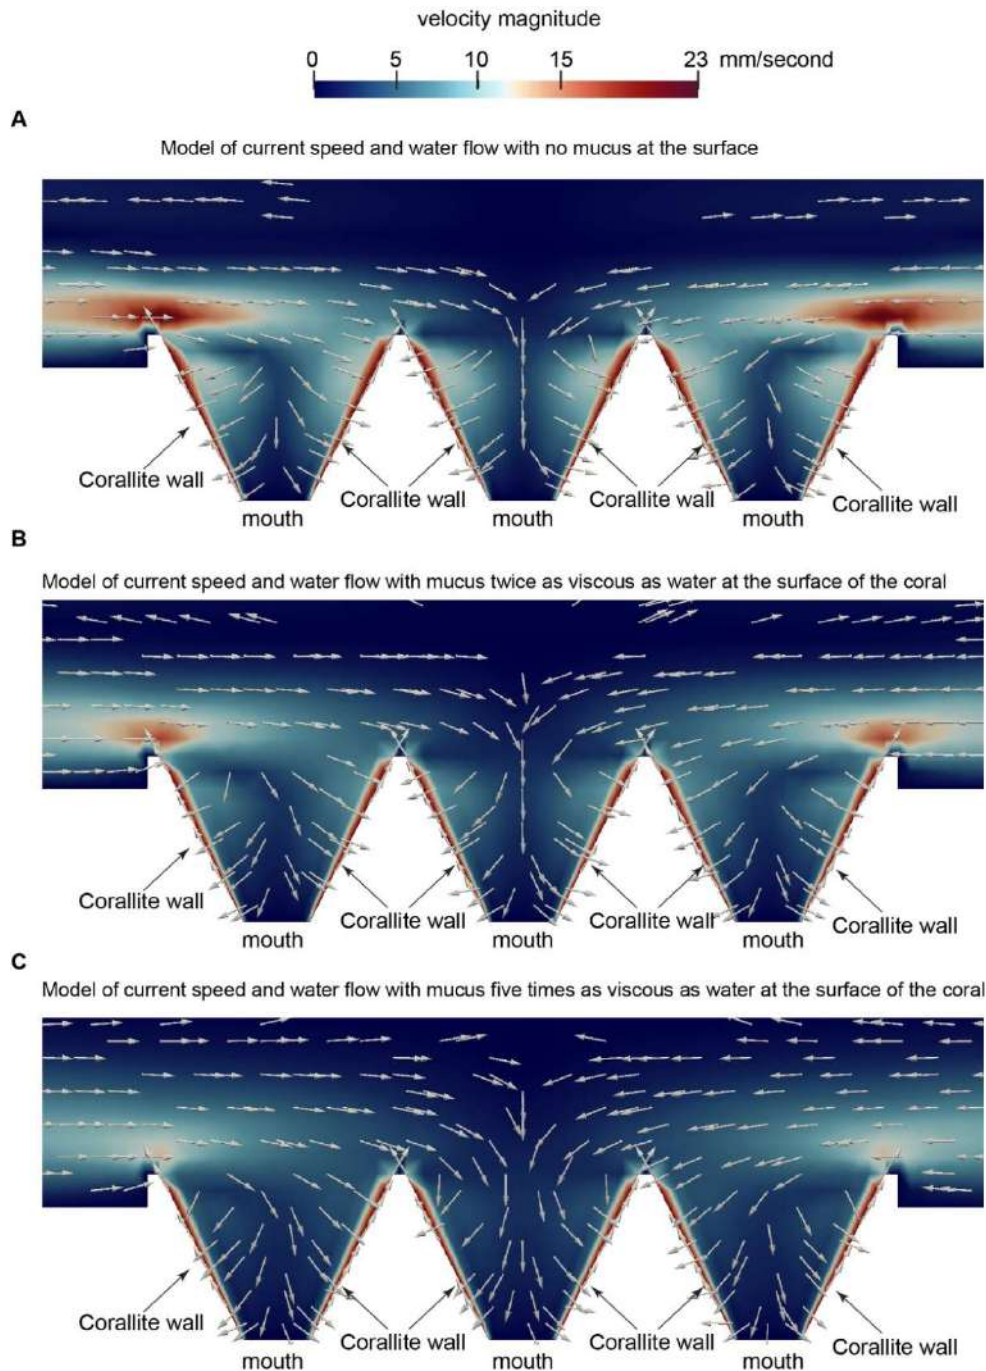 velocity magnitude
0 5 10 15 23 mm/second
A
Model of current speed and water flow with no mucus at the surface
Corallite wall
Corallite wall
Corallite wall
Corallite wall
mouth
mouth
mouth
B
Model of current speed and water flow with mucus twice as viscous as water at the surface of the coral
Corallite wall
Corallite wall
Corallite wall
Corallite wall
mouth
mouth
mouth
C
Model of current speed and water flow with mucus five times as viscous as water at the surface of the coral
Corallite wall
Corallite wall
Corallite wall
Corallite wall
mouth
mouth
mouth